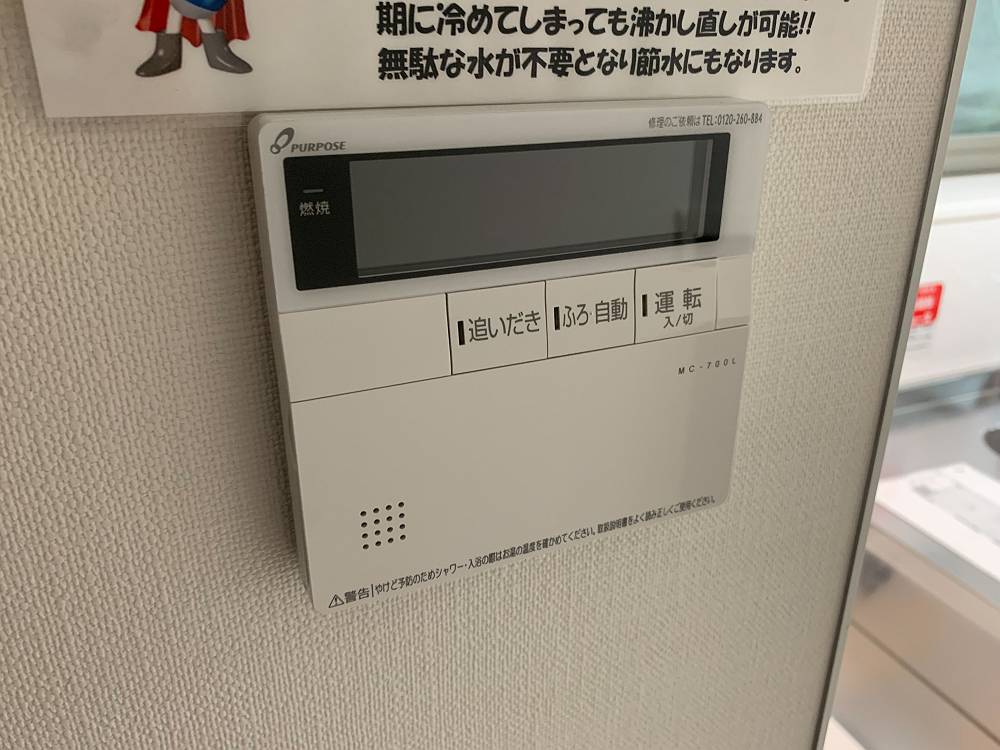 期に冷めてしまっても沸かし直しが可能!!
無駄な水が不要となり節水にもなります。
修理のご依頼は TEL:0120-260-884
PURPOSE
燃焼
追いだき
ふろ自動
運転
入/切
MC-700L
警告 やけど予防のためシャワー・入浴の際はお湯の温度を確かめてください。取扱説明書をよく読み正しくご使用ください。